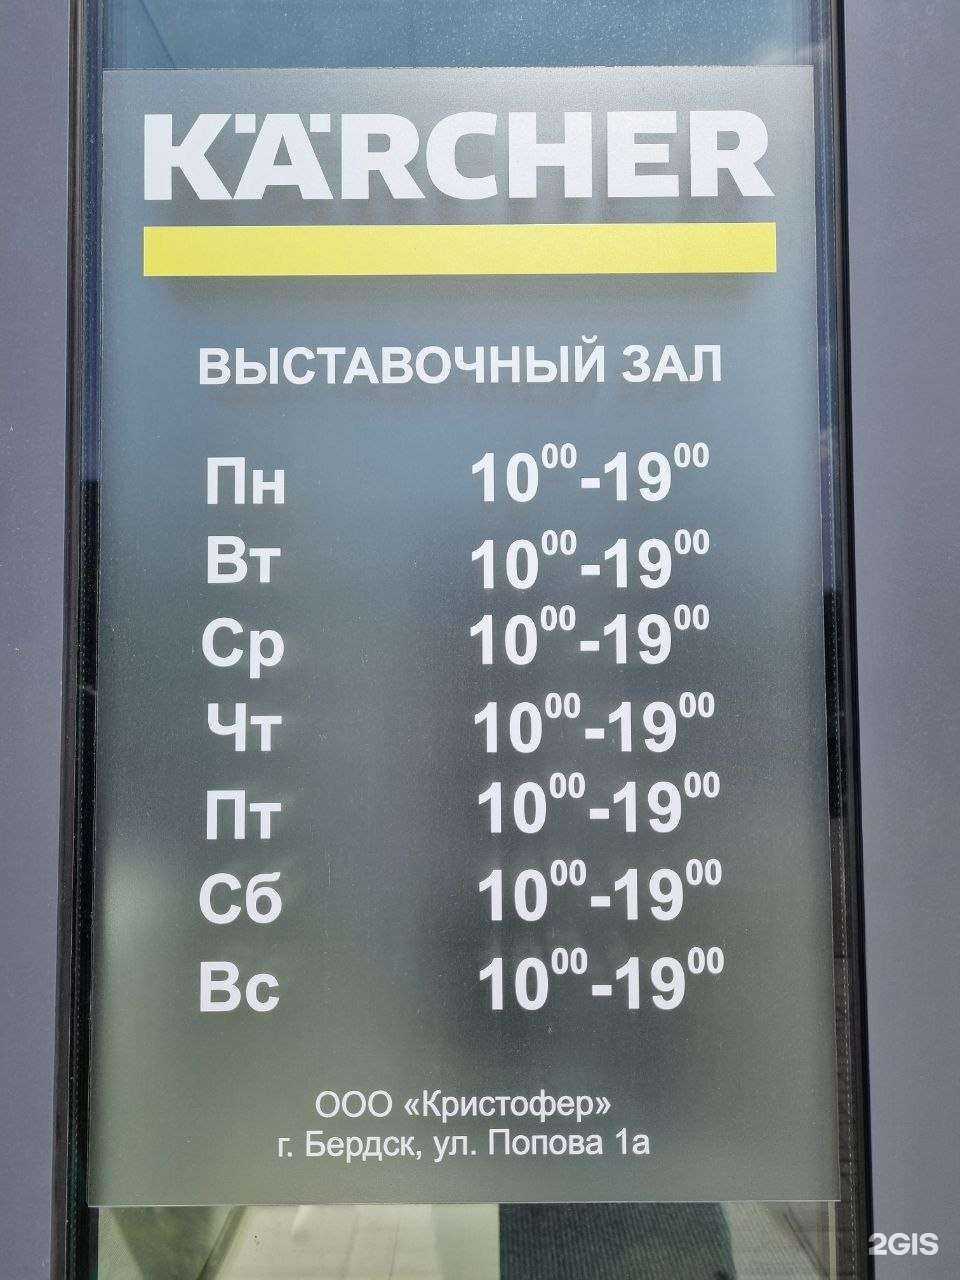 KÄRCHER
ВЫСТАВОЧНЫЙ ЗАЛ
Пн 10⁰⁰-19⁰⁰
Вт 10⁰⁰-19⁰⁰
Ср 10⁰⁰-19⁰⁰
Чт 10⁰⁰-19⁰⁰
Пт 10⁰⁰-19⁰⁰
Сб 10⁰⁰-19⁰⁰
Вс 10⁰⁰-19⁰⁰
ООО «Кристофер»
г. Бердск, ул. Попова 1а
2GIS